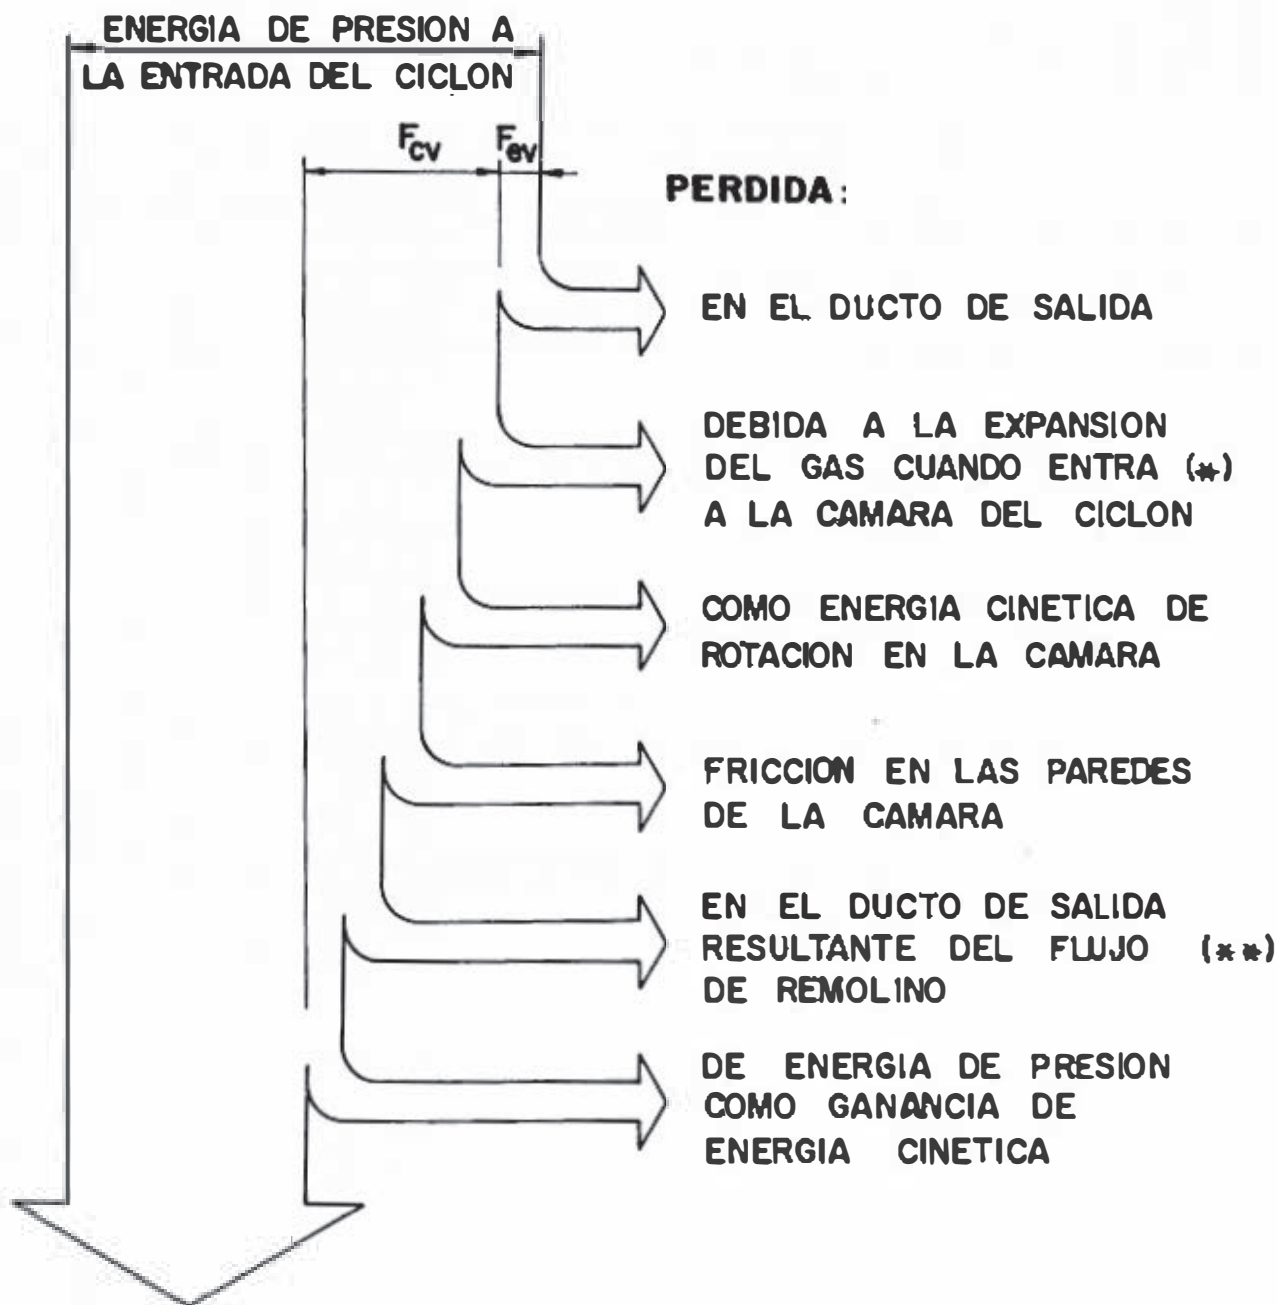 ENERGIA DE PRESION A
LA ENTRADA DEL CICLON
Fcv Fev
PERDIDA:
EN EL DUCTO DE SALIDA
DEBIDA A LA EXPANSION
DEL GAS CUANDO ENTRA (*)
A LA CAMARA DEL CICLON
COMO ENERGIA CINETICA DE
ROTACION EN LA CAMARA
FRICCION EN LAS PAREDES
DE LA CAMARA
EN EL DUCTO DE SALIDA
RESULTANTE DEL FLUJO (**)
DE REMOLINO
DE ENERGIA DE PRESION
COMO GANANCIA DE
ENERGIA CINETICA